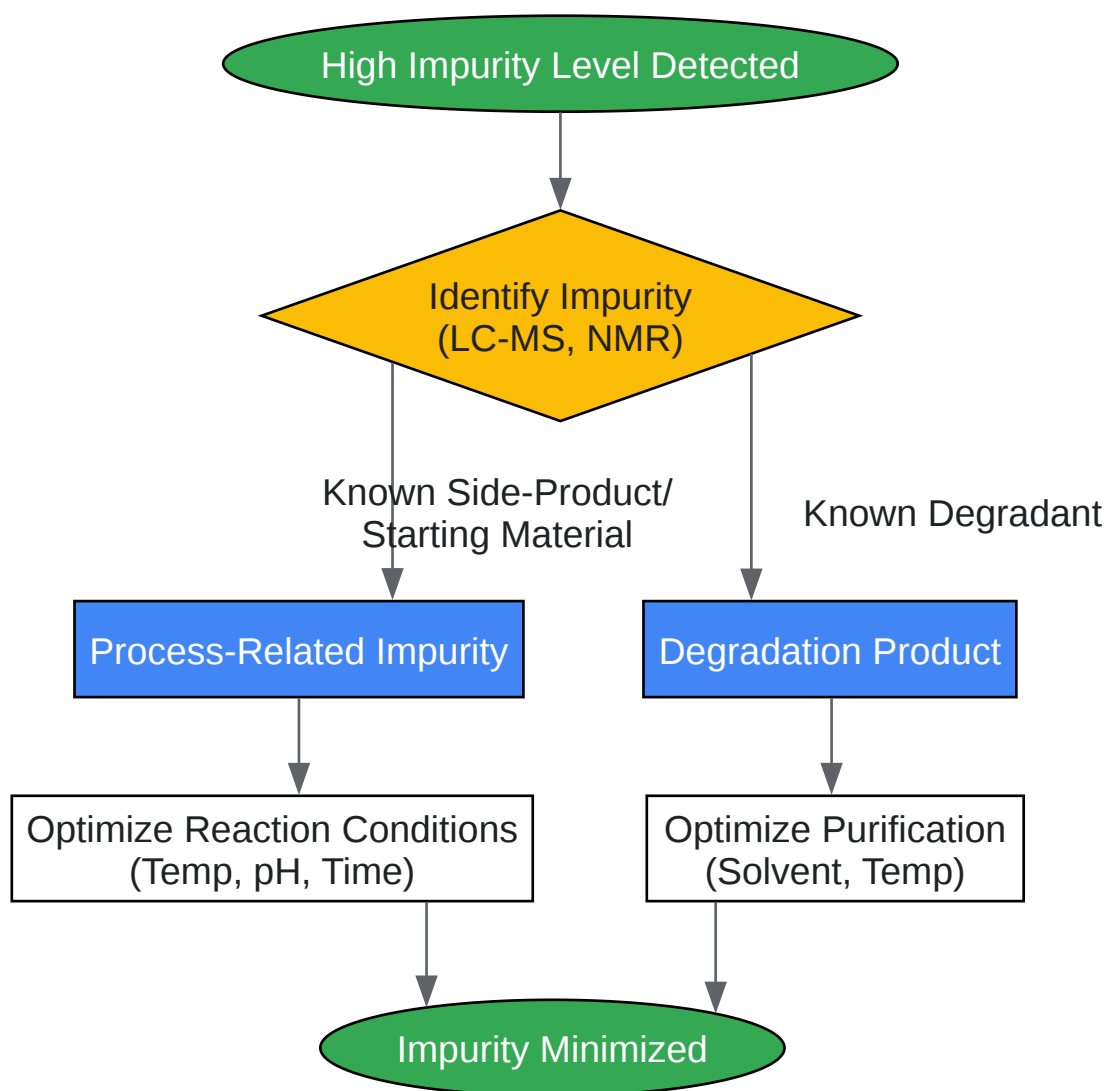 High Impurity Level Detected
Identify Impurity
(LC-MS, NMR)
Known Side-Product/
Starting Material
Known Degradant
Process-Related Impurity
Degradation Product
Optimize Reaction Conditions
(Temp, pH, Time)
Optimize Purification
(Solvent, Temp)
Impurity Minimized